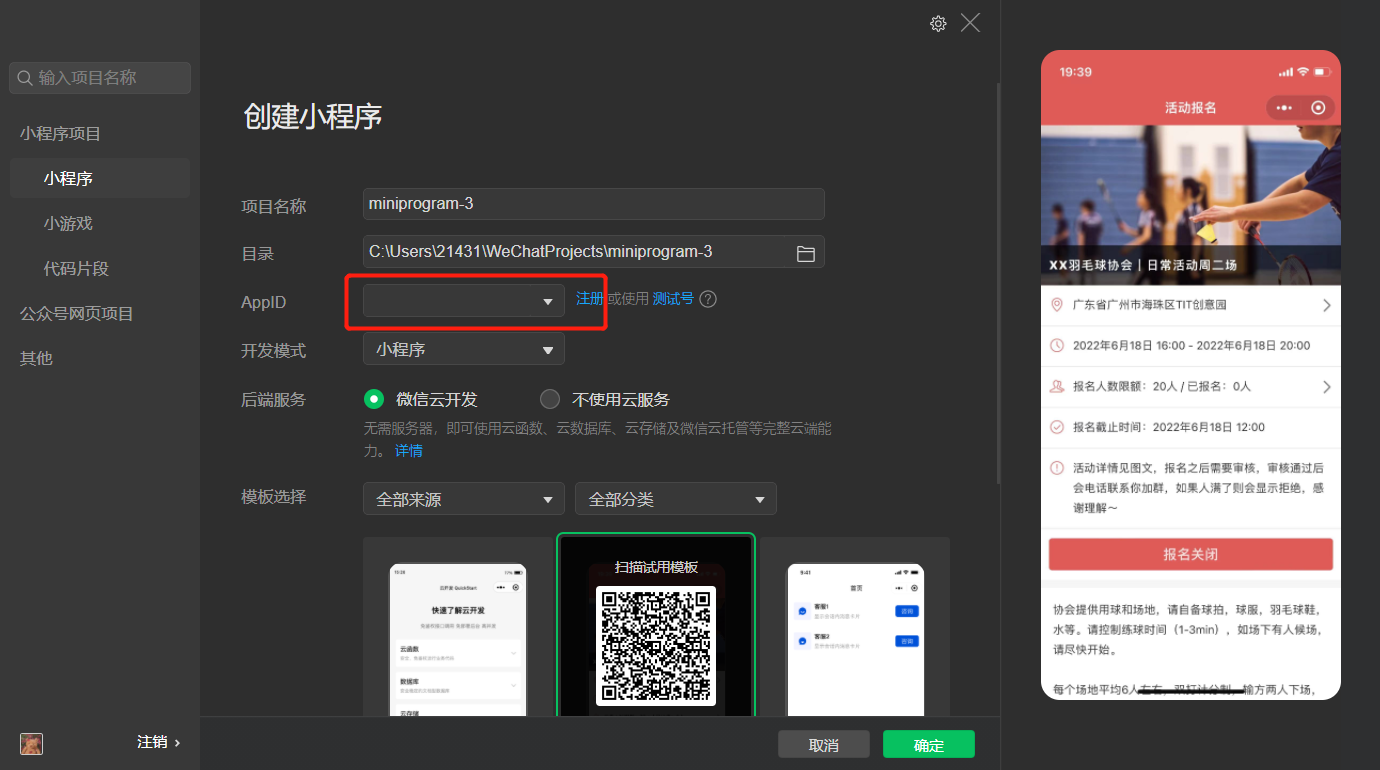 输入项目名称
小程序项目
小程序
小游戏
代码片段
公众号网页项目
其他
注销 ›
创建小程序
项目名称
miniprogram-3
目录
C:\Users\21431\WeChatProjects\miniprogram-3
AppID
注册 或使用 测试号 ?
开发模式
小程序
后端服务
微信云开发
不使用云服务
无需服务器，即可使用云函数、云数据库、云存储及微信云托管等完整云端能
力。 详情
模板选择
全部来源
全部分类
云开发 QuickStart
快速了解云开发
云函数
数据库
云存储
扫描试用模板
9:41
首页
客服1
咨询
客服2
咨询
取消
确定
19:39
活动报名
XX羽毛球协会 | 日常活动周二场
广东省广州市海珠区TIT创意园
2022年6月18日 16:00 - 2022年6月18日 20:00
报名人数限额：20人 / 已报名：0人
报名截止时间：2022年6月18日 12:00
活动详情见图文，报名之后需要审核，审核通过后
会电话联系你加群，如果人满了则会显示拒绝，感
谢理解～
报名关闭
协会提供用球和场地，请自备球拍，球服，羽毛球鞋，
水等。请控制练球时间（1-3min），如场下有人候场，
请尽快开始。
每个场地平均6人左右，双打计分制，输方两人下场，